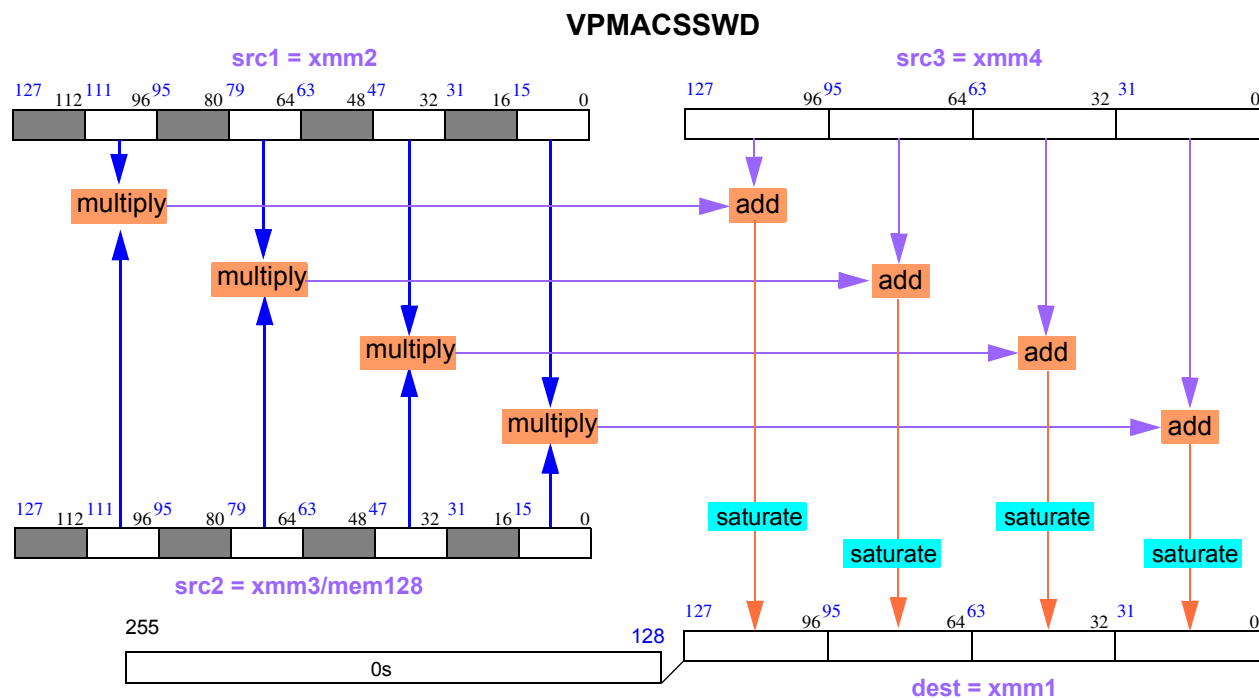 VPMACSSWD
src1 = xmm2
src3 = xmm4
127 112 111 96 95 80 79 64 63 48 47 32 31 16 15 0
127 96 95 64 63 32 31 0
multiply
add
multiply
add
multiply
add
multiply
add
127 112 111 96 95 80 79 64 63 48 47 32 31 16 15 0
saturate
saturate
saturate
saturate
src2 = xmm3/mem128
255
128
127 96 95 64 63 32 31 0
0s
dest = xmm1